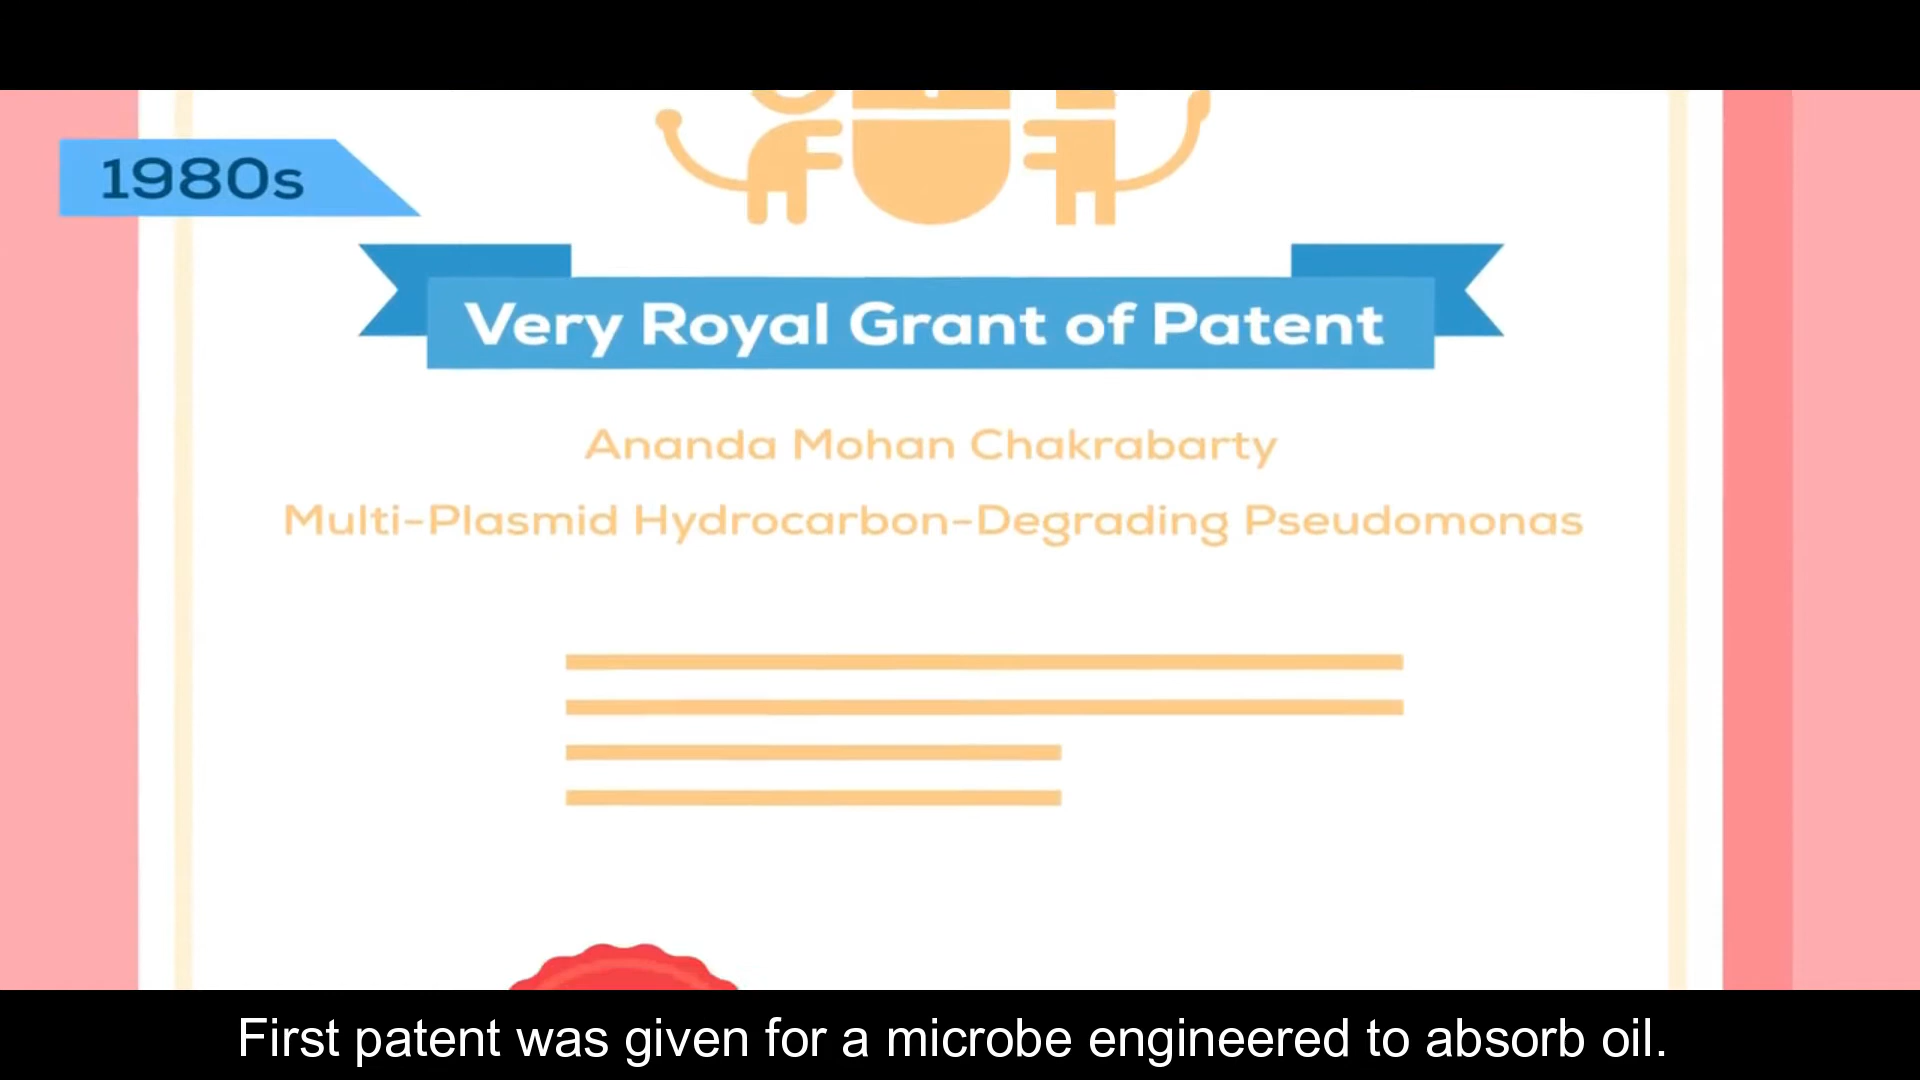 1980s
Very Royal Grant of Patent
Ananda Mohan Chakrabarty
Multi-Plasmid Hydrocarbon-Degrading Pseudomonas
First patent was given for a microbe engineered to absorb oil.